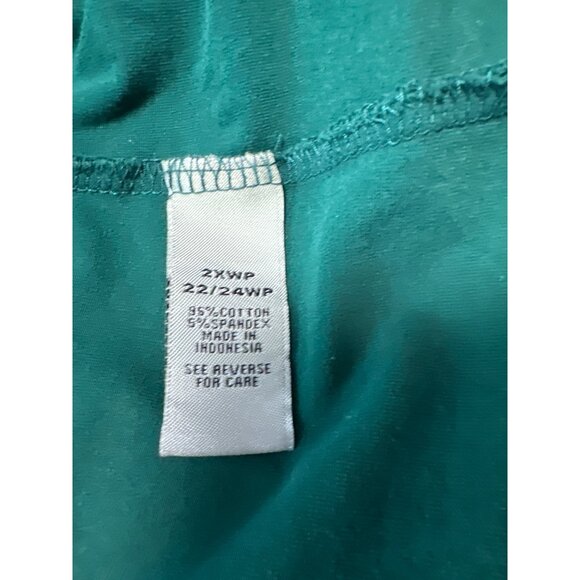 2XWP
22/24WP
95%COTTON
5%SPANDEX
MADE IN
INDONESIA
SEE REVERSE
FOR CARE